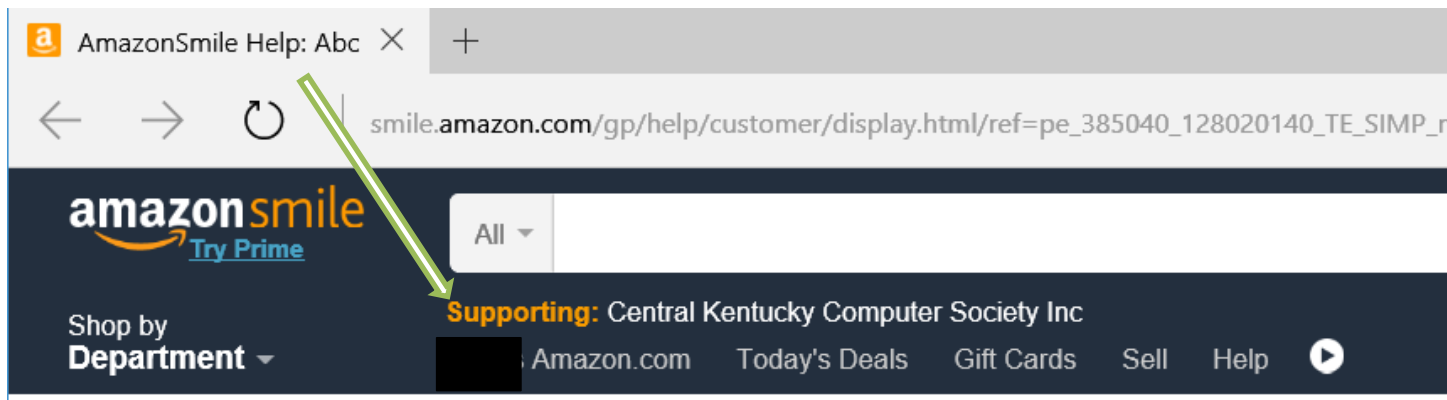 AmazonSmile Help: Abc
smile.amazon.com/gp/help/customer/display.html/ref=pe_385040_128020140_TE_SIMP_
amazonsmile
Try Prime
All
Supporting: Central Kentucky Computer Society Inc
Shop by
Department
s Amazon.com Today's Deals Gift Cards Sell Help